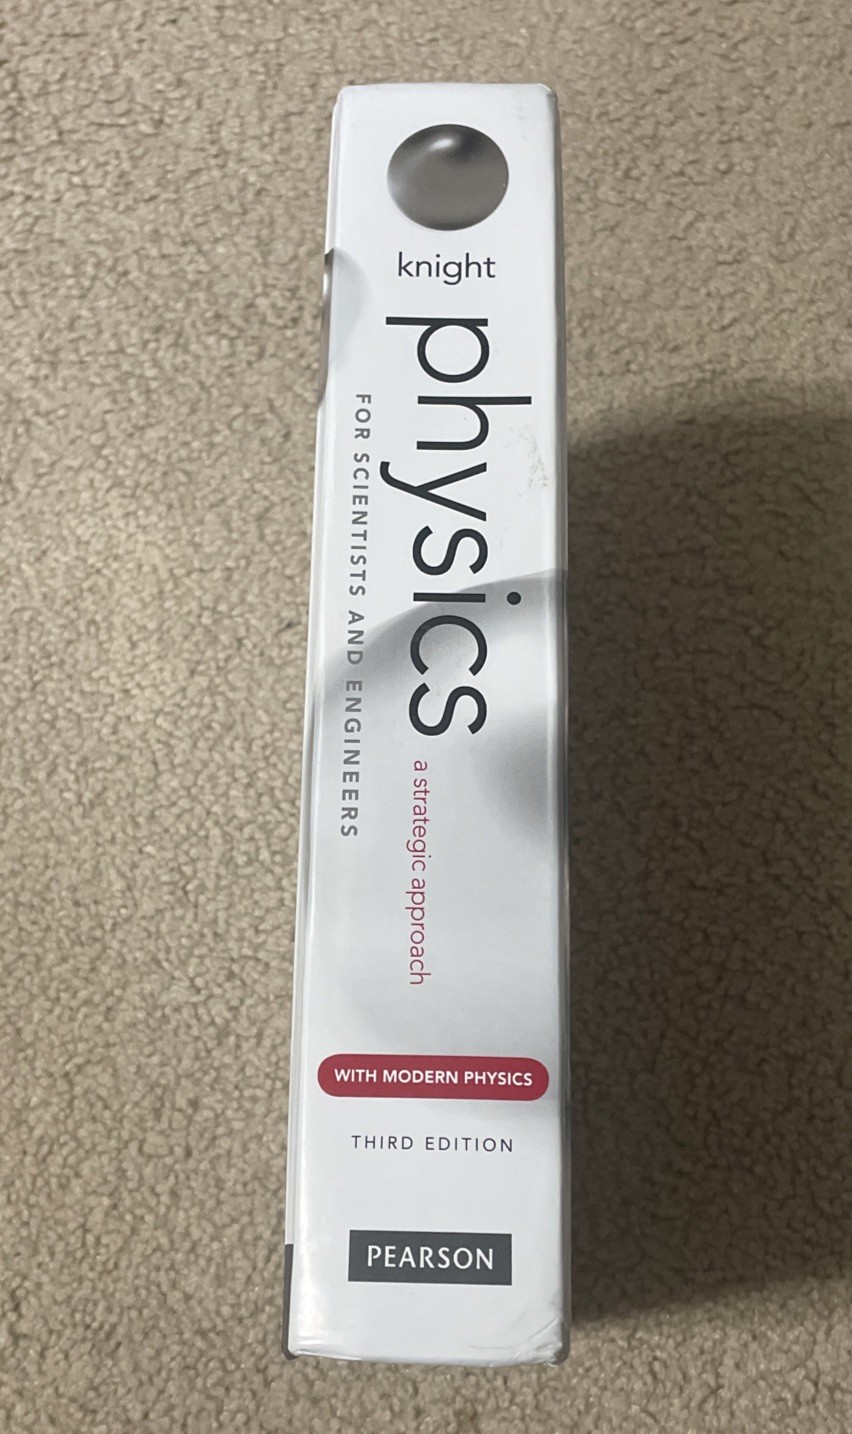 knight
physics
FOR SCIENTISTS AND ENGINEERS
a strategic approach
WITH MODERN PHYSICS
THIRD EDITION
PEARSON